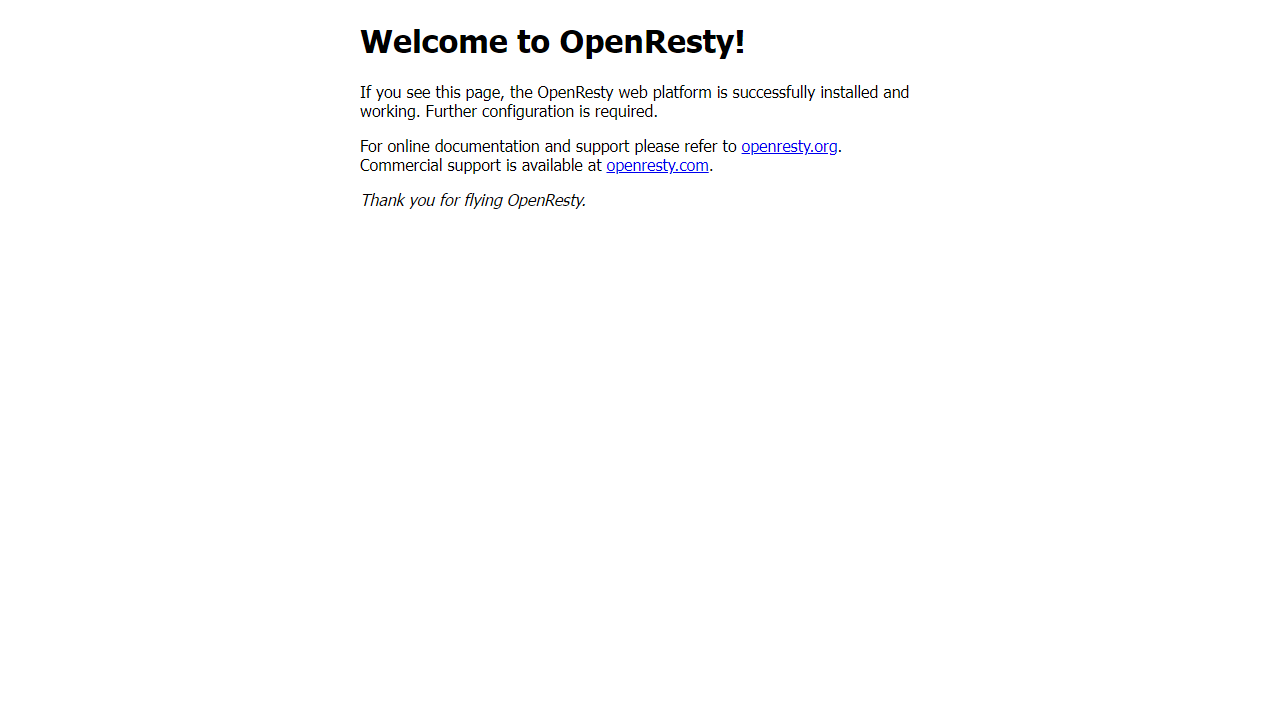 Welcome to OpenResty!
If you see this page, the OpenResty web platform is successfully installed and
working. Further configuration is required.
For online documentation and support please refer to openresty.org.
Commercial support is available at openresty.com.
Thank you for flying OpenResty.